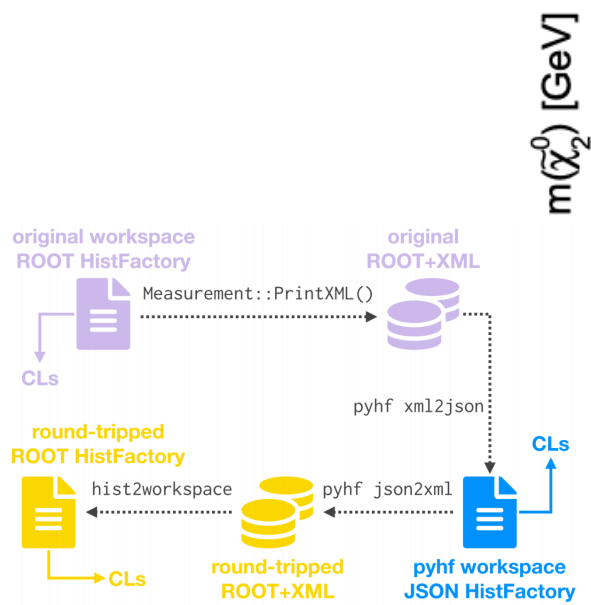 m(χ̃⁰₂) [GeV]
original workspace
ROOT HistFactory
original
ROOT+XML
Measurement::PrintXML()
CLs
pyhf xml2json
round-tripped
ROOT HistFactory
CLs
hist2workspace
pyhf json2xml
CLs
round-tripped
ROOT+XML
pyhf workspace
JSON HistFactory